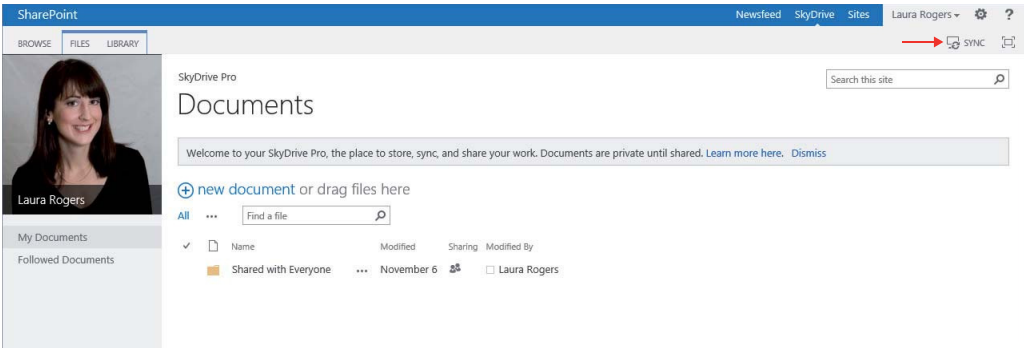 SharePoint
Newsfeed SkyDrive Sites Laura Rogers ?
BROWSE FILES LIBRARY
SYNC
SkyDrive Pro
Search this site
Documents
Welcome to your SkyDrive Pro, the place to store, sync, and share your work. Documents are private until shared. Learn more here. Dismiss
new document or drag files here
Laura Rogers
All ... Find a file
My Documents
Followed Documents
Name Modified Sharing Modified By
Shared with Everyone ... November 6 Laura Rogers